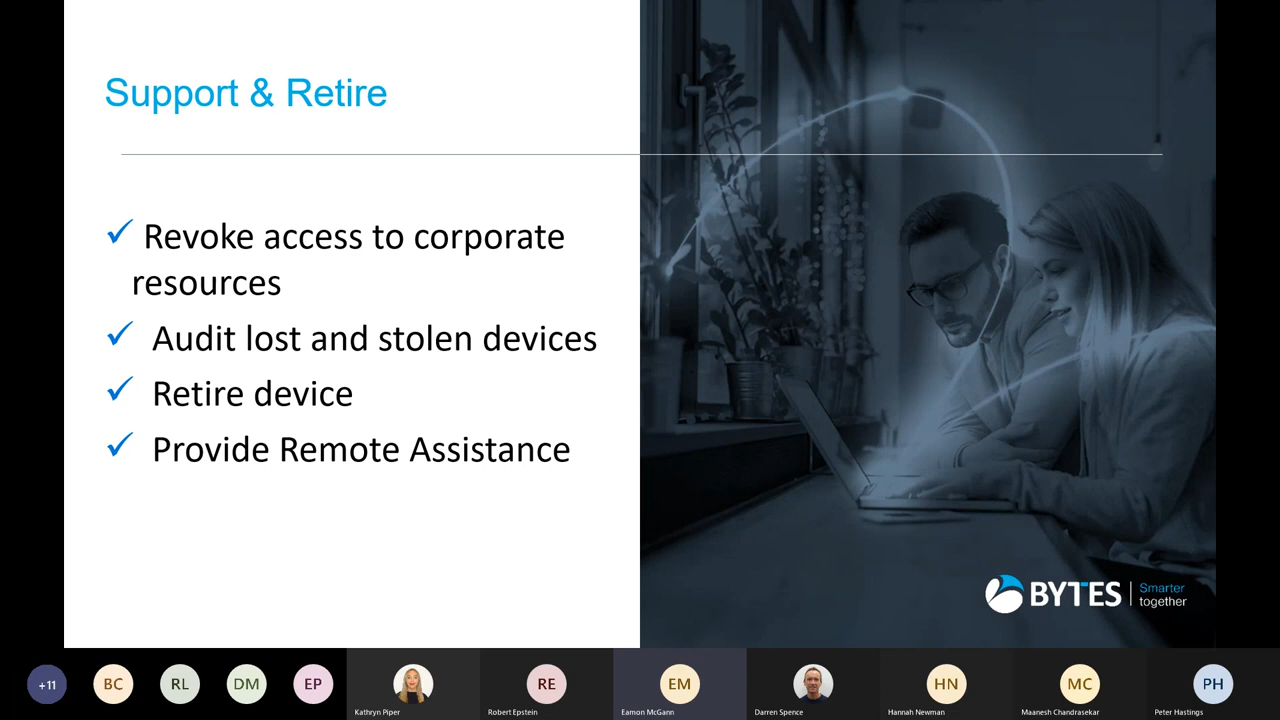 Support & Retire
✓ Revoke access to corporate
resources
✓ Audit lost and stolen devices
✓ Retire device
✓ Provide Remote Assistance
BYTES | Smarter
together
+11
BC
RL
DM
EP
RE
EM
HN
MC
PH
Kathryn Piper
Robert Epstein
Eamon McGann
Darren Spence
Hannah Newman
Maanesh Chandrasekar
Peter Hastings